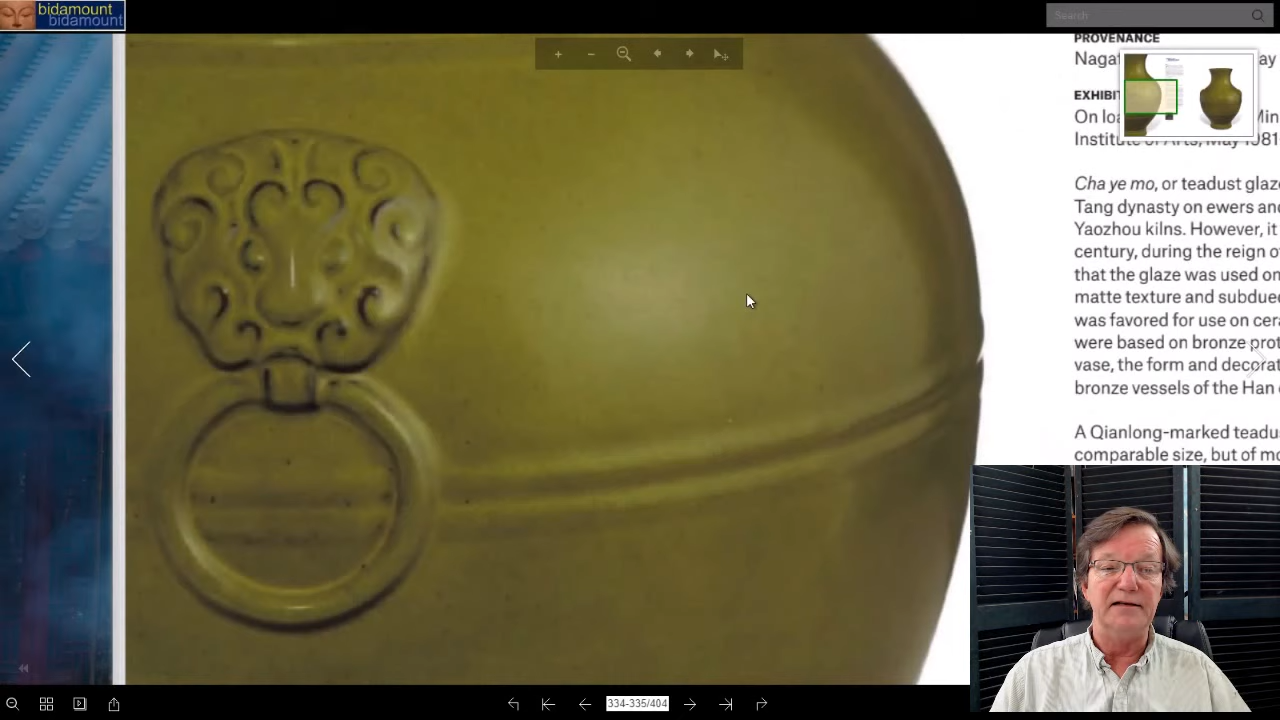 bidamount
bidamount
Search
PROVENANCE
EXHIBIT
On loa
Institute of Arts, May 1981
Cha ye mo, or teadust glaze
Tang dynasty on ewers and
Yaozhou kilns. However, it
century, during the reign of
that the glaze was used on
matte texture and subdued
was favored for use on cera
were based on bronze prot
vase, the form and decorat
bronze vessels of the Han
A Qianlong-marked teadu
comparable size, but of mo
334-335/404